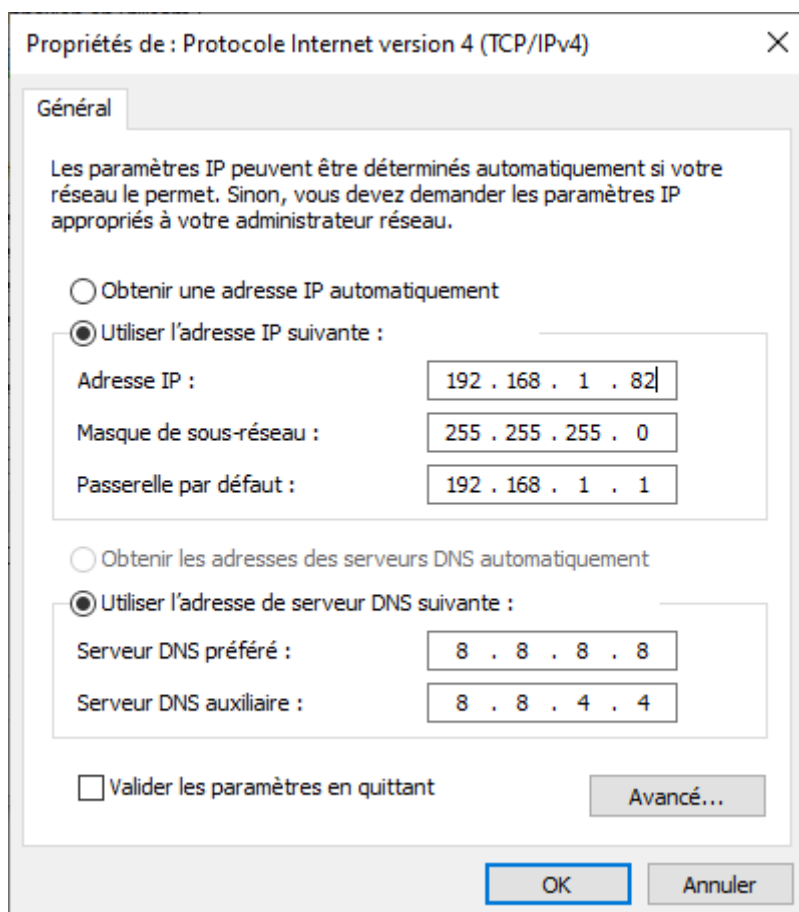 Propriétés de : Protocole Internet version 4 (TCP/IPv4)
Général
Les paramètres IP peuvent être déterminés automatiquement si votre
réseau le permet. Sinon, vous devez demander les paramètres IP
appropriés à votre administrateur réseau.
Obtenir une adresse IP automatiquement
Utiliser l'adresse IP suivante :
Adresse IP : 192 . 168 . 1 . 82
Masque de sous-réseau : 255 . 255 . 255 . 0
Passerelle par défaut : 192 . 168 . 1 . 1
Obtenir les adresses des serveurs DNS automatiquement
Utiliser l'adresse de serveur DNS suivante :
Serveur DNS préféré : 8 . 8 . 8 . 8
Serveur DNS auxiliaire : 8 . 8 . 4 . 4
Valider les paramètres en quittant
Avancé...
OK Annuler